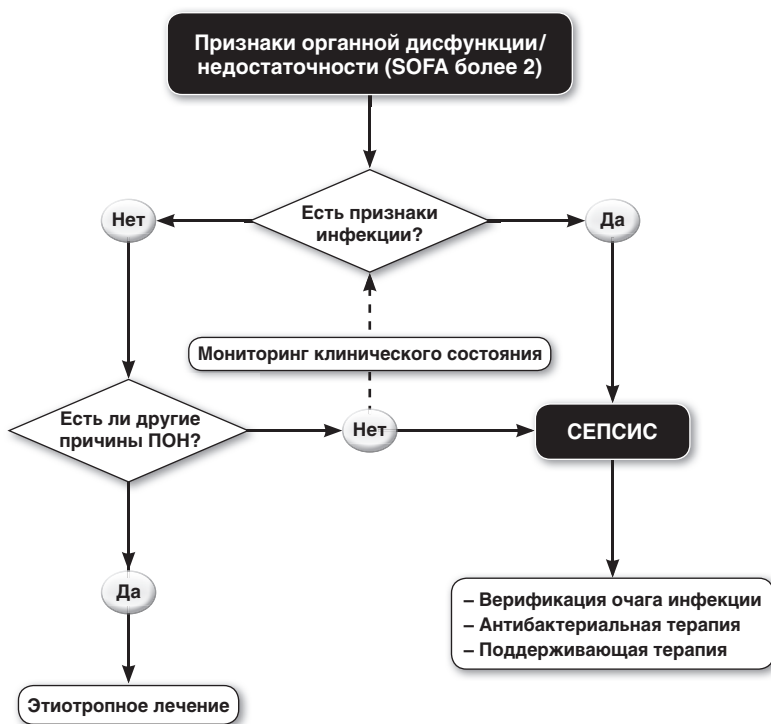 Признаки органной дисфункции/
недостаточности (SOFA более 2)
Нет
Есть признаки
инфекции?
Да
Мониторинг клинического состояния
Есть ли другие
причины ПОН?
Нет
СЕПСИС
Да
– Верификация очага инфекции
– Антибактериальная терапия
– Поддерживающая терапия
Этиотропное лечение